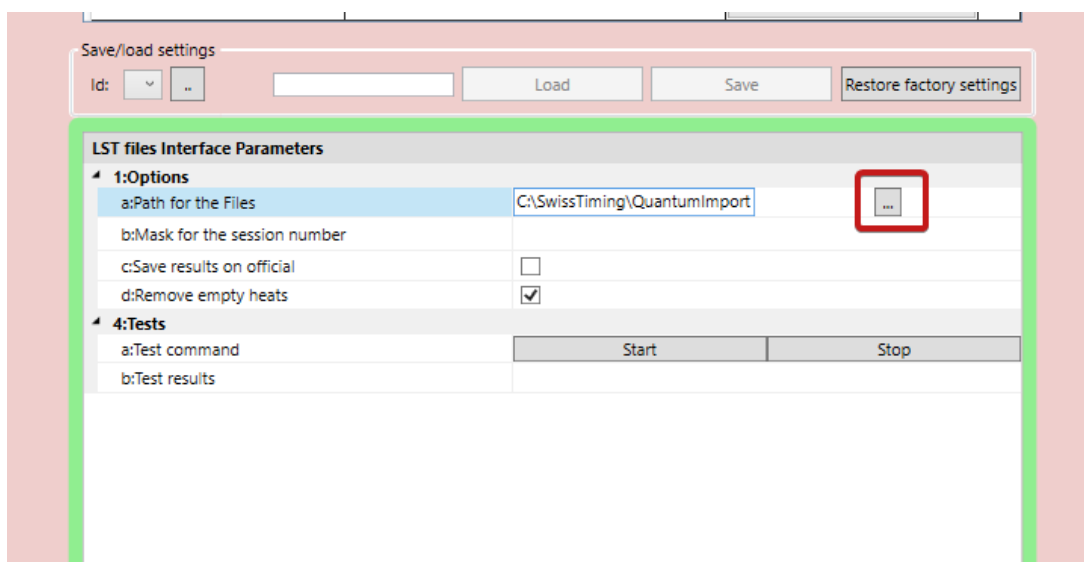 Save/load settings
Id: .. Load Save Restore factory settings
LST files Interface Parameters
1:Options
a:Path for the Files C:\SwissTiming\QuantumImport ...
b:Mask for the session number
c:Save results on official
d:Remove empty heats
4:Tests
a:Test command Start Stop
b:Test results